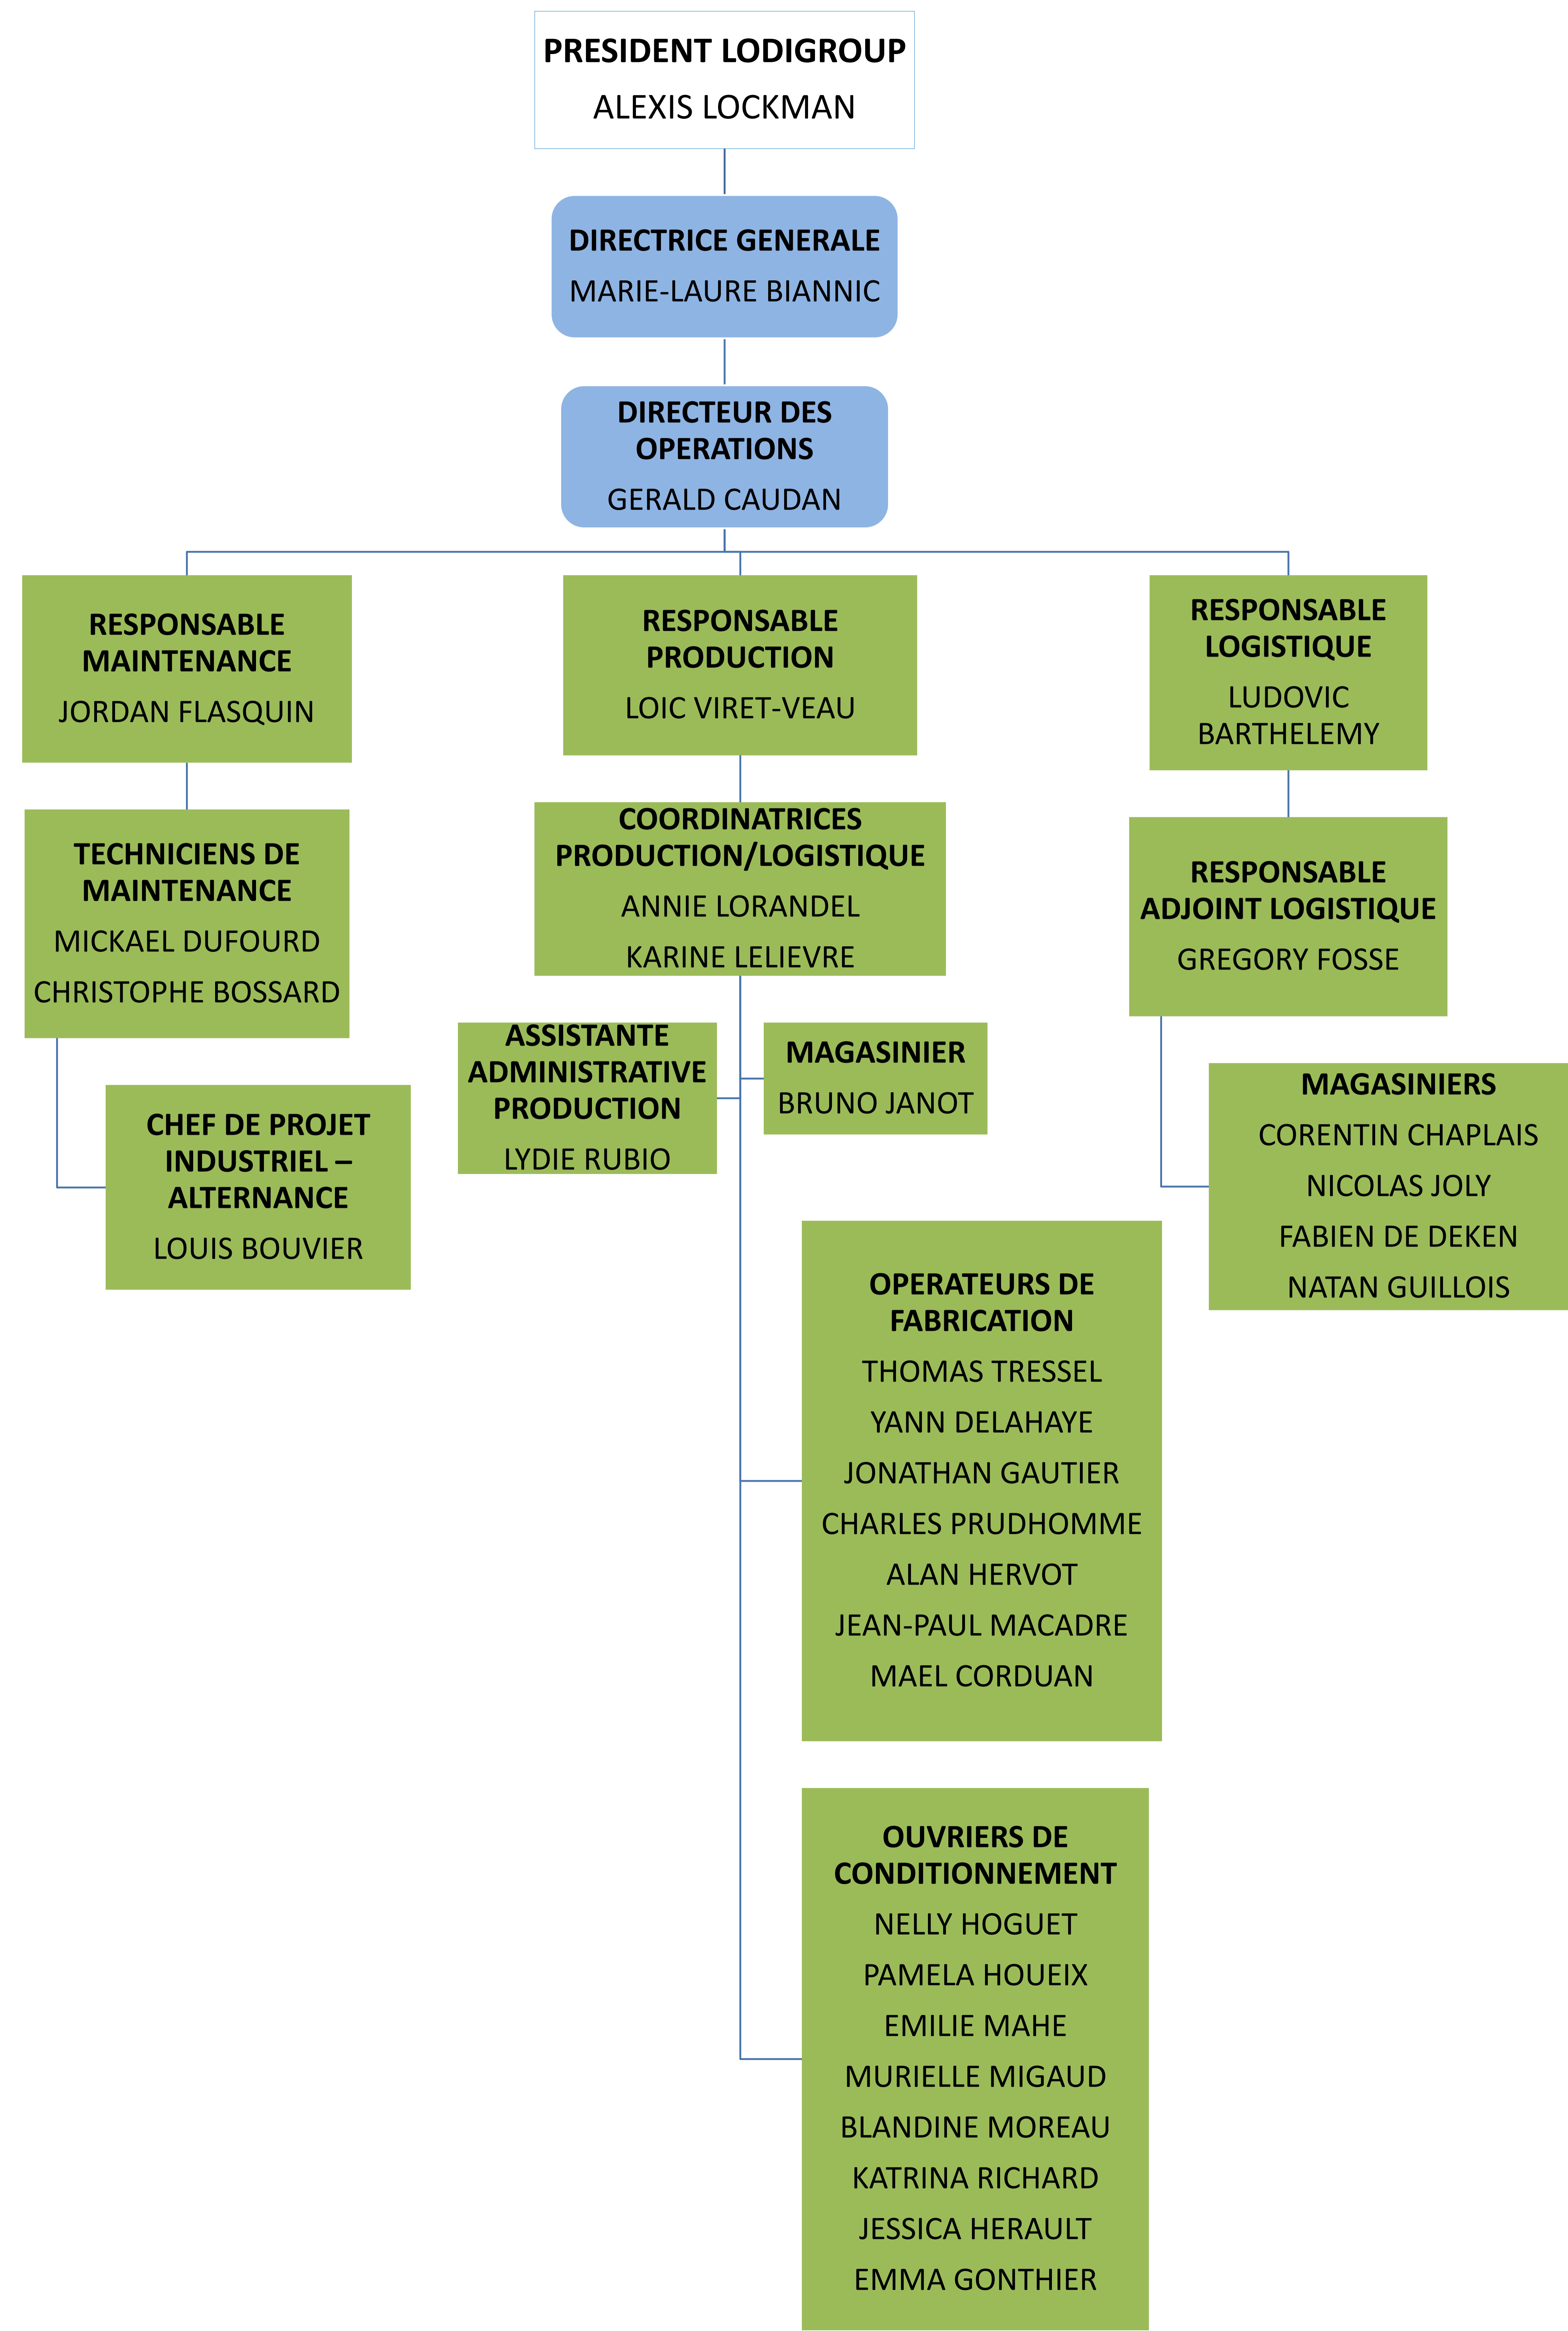 PRESIDENT LODIGROUP
ALEXIS LOCKMAN
DIRECTRICE GENERALE
MARIE-LAURE BIANNIC
DIRECTEUR DES
OPERATIONS
GERALD CAUDAN
RESPONSABLE
MAINTENANCE
JORDAN FLASQUIN
RESPONSABLE
PRODUCTION
LOIC VIRET-VEAU
RESPONSABLE
LOGISTIQUE
LUDOVIC
BARTHELEMY
TECHNICIENS DE
MAINTENANCE
MICKAEL DUFOURD
CHRISTOPHE BOSSARD
COORDINATRICES
PRODUCTION/LOGISTIQUE
ANNIE LORANDEL
KARINE LELIEVRE
RESPONSABLE
ADJOINT LOGISTIQUE
GREGORY FOSSE
CHEF DE PROJET
INDUSTRIEL –
ALTERNANCE
LOUIS BOUVIER
ASSISTANTE
ADMINISTRATIVE
PRODUCTION
LYDIE RUBIO
MAGASINIER
BRUNO JANOT
MAGASINIERS
CORENTIN CHAPLAIS
NICOLAS JOLY
FABIEN DE DEKEN
NATAN GUILLOIS
OPERATEURS DE
FABRICATION
THOMAS TRESSEL
YANN DELAHAYE
JONATHAN GAUTIER
CHARLES PRUDHOMME
ALAN HERVOT
JEAN-PAUL MACADRE
MAEL CORDUAN
OUVRIERS DE
CONDITIONNEMENT
NELLY HOGUET
PAMELA HOUEIX
EMILIE MAHE
MURIELLE MIGAUD
BLANDINE MOREAU
KATRINA RICHARD
JESSICA HERAULT
EMMA GONTHIER